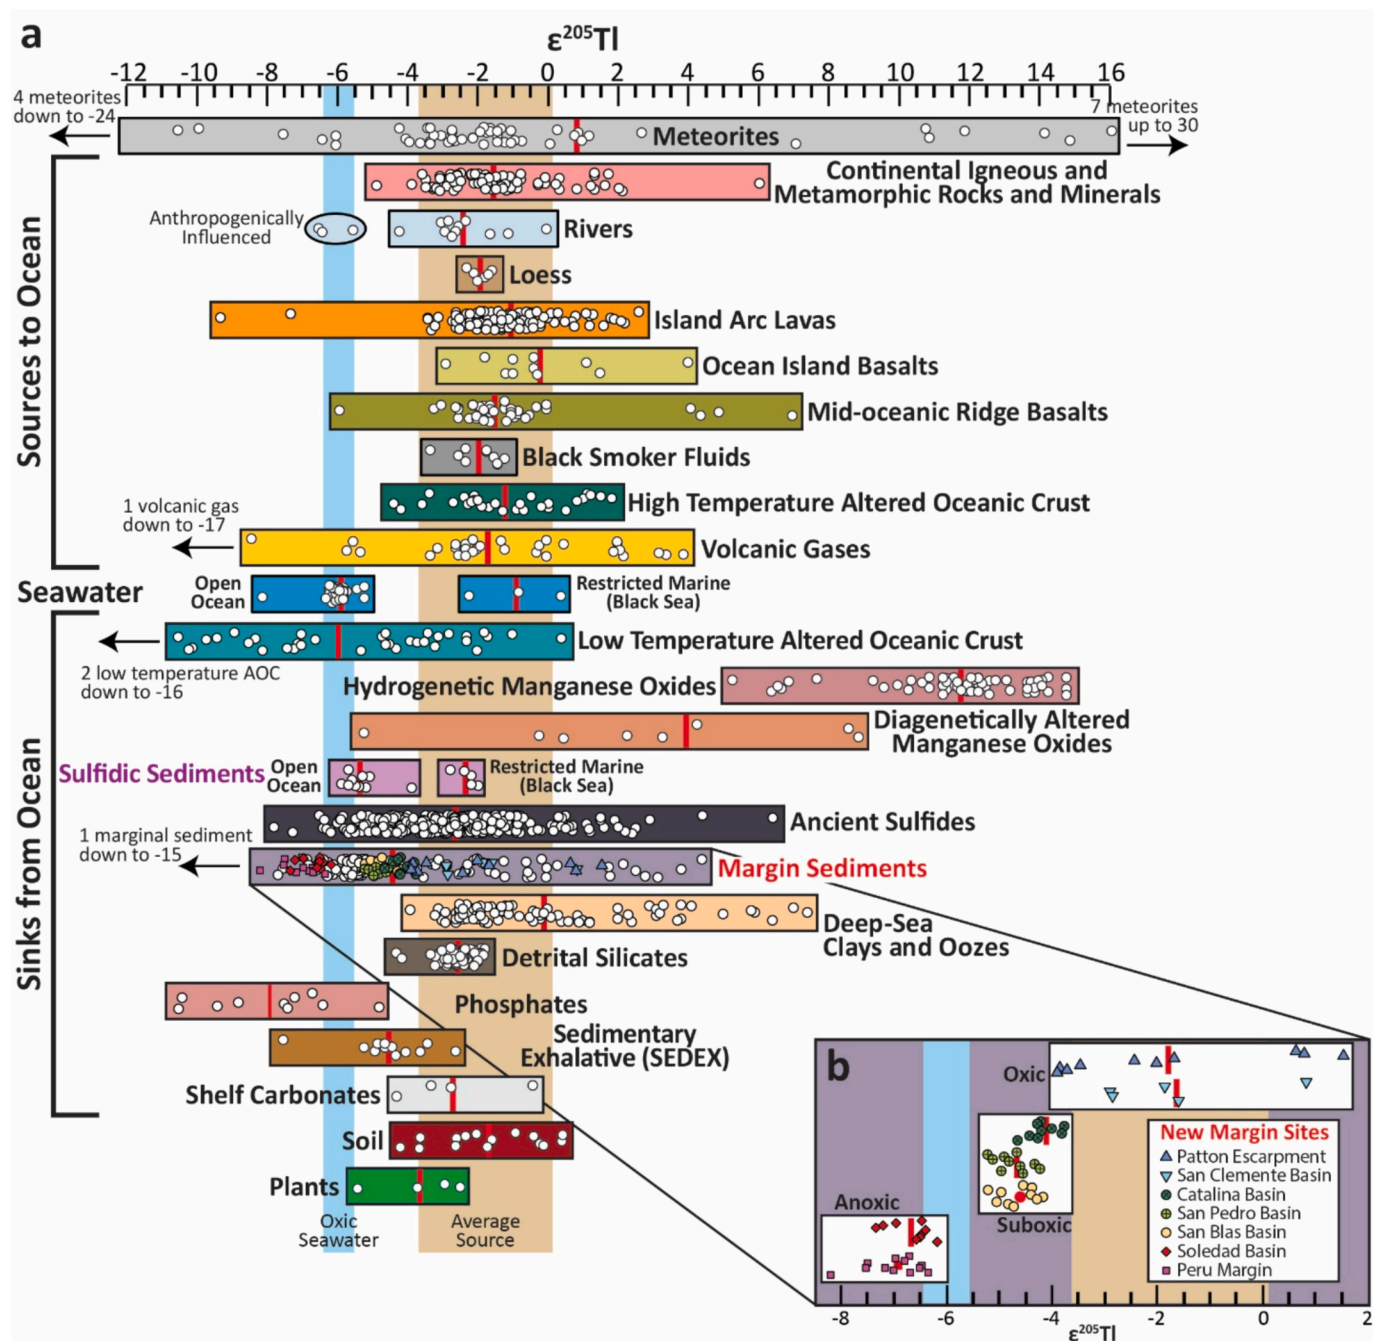 a
ε²⁰⁵Tl
-12 -10 -8 -6 -4 -2 0 2 4 6 8 10 12 14 16
4 meteorites
down to -24
7 meteorites
up to 30
Meteorites
Sources to Ocean
Continental Igneous and
Metamorphic Rocks and Minerals
Anthropogenically
Influenced
Rivers
Loess
Island Arc Lavas
Ocean Island Basalts
Mid-oceanic Ridge Basalts
Black Smoker Fluids
High Temperature Altered Oceanic Crust
1 volcanic gas
down to -17
Volcanic Gases
Seawater
Open
Ocean
Restricted Marine
(Black Sea)
Sinks from Ocean
Low Temperature Altered Oceanic Crust
2 low temperature AOC
down to -16
Hydrogenetic Manganese Oxides
Diagenetically Altered
Manganese Oxides
Sulfidic Sediments
Open
Ocean
Restricted Marine
(Black Sea)
Ancient Sulfides
1 marginal sediment
down to -15
Margin Sediments
Deep-Sea
Clays and Oozes
Detrital Silicates
Phosphates
Sedimentary
Exhalative (SEDEX)
Shelf Carbonates
Soil
Plants
Oxic
Seawater
Average
Source
b
Oxic
Suboxic
Anoxic
New Margin Sites
Patton Escarpment
San Clemente Basin
Catalina Basin
San Pedro Basin
San Blas Basin
Soledad Basin
Peru Margin
-8 -6 -4 -2 0 2
ε²⁰⁵Tl